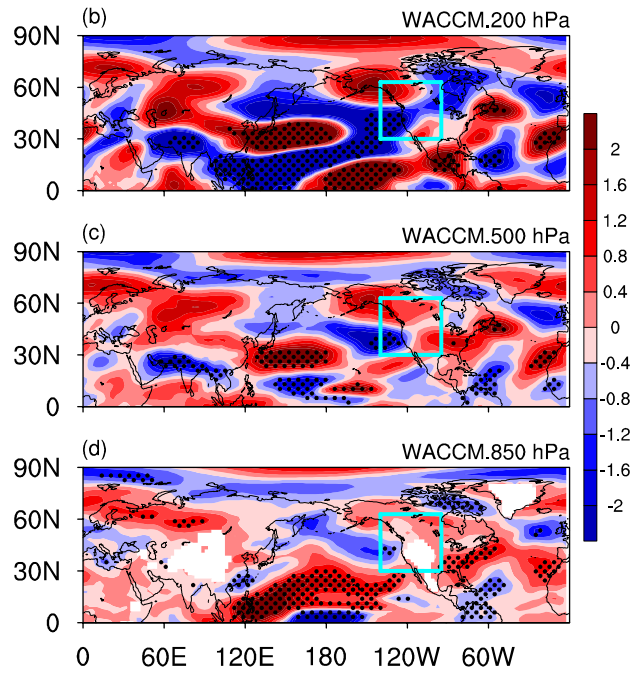 (b) WACCM.200 hPa
90N
60N
30N
0
(c) WACCM.500 hPa
90N
60N
30N
0
(d) WACCM.850 hPa
90N
60N
30N
0
0 60E 120E 180 120W 60W
2
1.6
1.2
0.8
0.4
0
-0.4
-0.8
-1.2
-1.6
-2